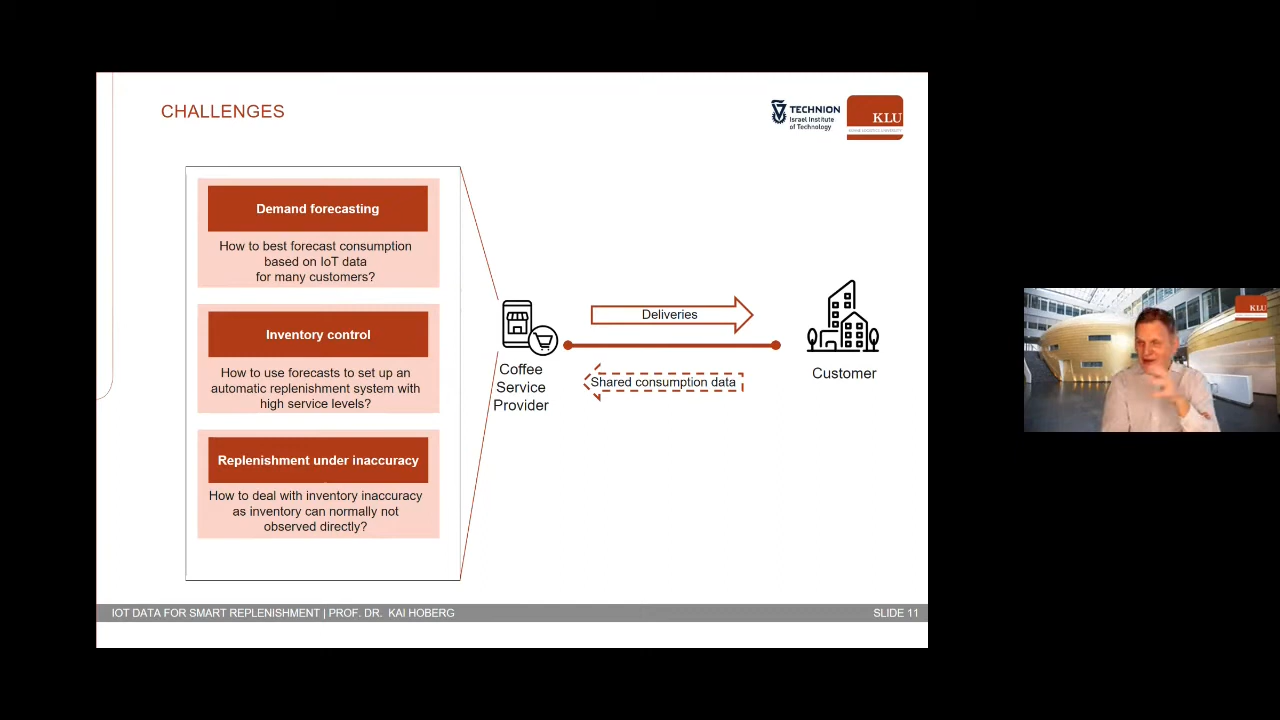 CHALLENGES
TECHNION
Israel Institute
of Technology
KLU
Demand forecasting
How to best forecast consumption
based on IoT data
for many customers?
Inventory control
How to use forecasts to set up an
automatic replenishment system with
high service levels?
Replenishment under inaccuracy
How to deal with inventory inaccuracy
as inventory can normally not
observed directly?
Coffee
Service
Provider
Deliveries
Shared consumption data
Customer
KLU
IOT DATA FOR SMART REPLENISHMENT | PROF. DR. KAI HOBERG
SLIDE 11